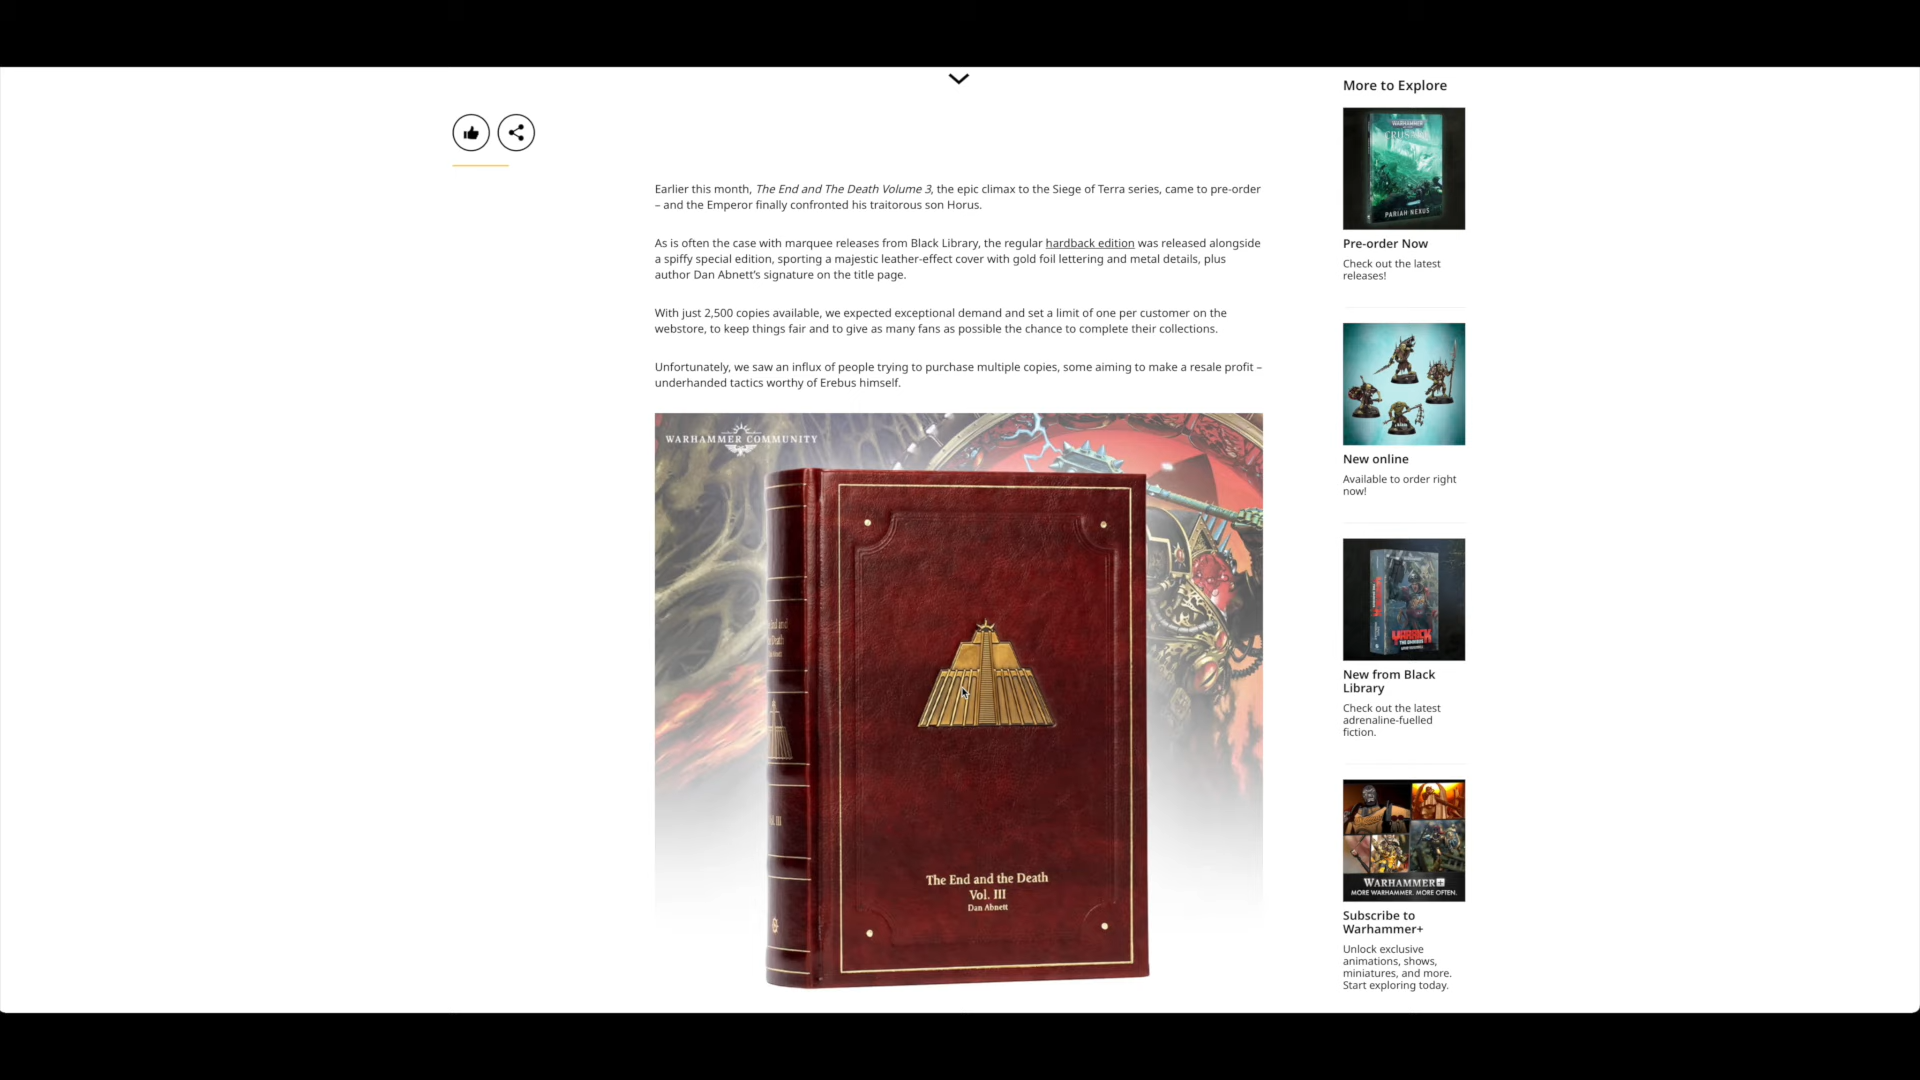 Earlier this month, The End and The Death Volume 3, the epic climax to the Siege of Terra series, came to pre-order
– and the Emperor finally confronted his traitorous son Horus.
As is often the case with marquee releases from Black Library, the regular hardback edition was released alongside
a spiffy special edition, sporting a majestic leather-effect cover with gold foil lettering and metal details, plus
author Dan Abnett’s signature on the title page.
With just 2,500 copies available, we expected exceptional demand and set a limit of one per customer on the
webstore, to keep things fair and to give as many fans as possible the chance to complete their collections.
Unfortunately, we saw an influx of people trying to purchase multiple copies, some aiming to make a resale profit –
underhanded tactics worthy of Erebus himself.
WARHAMMER COMMUNITY
Vol. III
The End and the Death
Vol. III
Dan Abnett
More to Explore
WARHAMMER
PARIAH NEXUS
Pre-order Now
Check out the latest
releases!
New online
Available to order right
now!
YARRICK
New from Black
Library
Check out the latest
adrenaline-fuelled
fiction.
WARHAMMER+
MORE WARHAMMER. MORE OFTEN.
Subscribe to
Warhammer+
Unlock exclusive
animations, shows,
miniatures, and more.
Start exploring today.